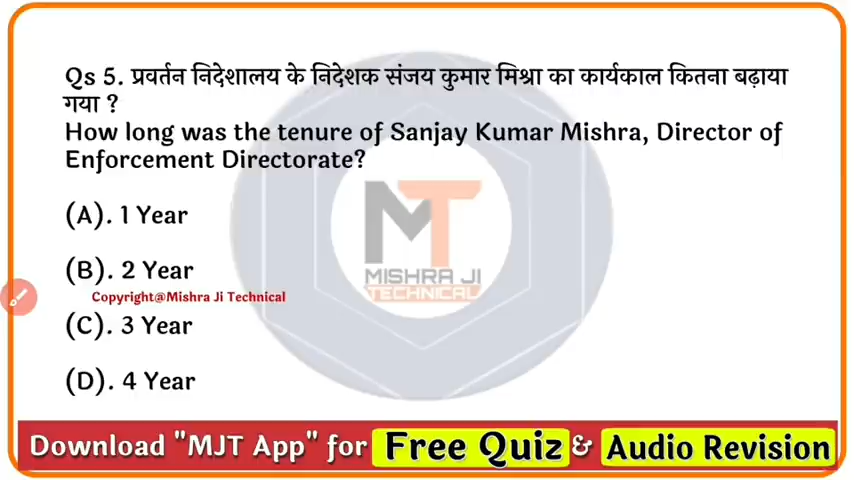 Qs 5. प्रवर्तन निदेशालय के निदेशक संजय कुमार मिश्रा का कार्यकाल कितना बढ़ाया
गया ?
How long was the tenure of Sanjay Kumar Mishra, Director of
Enforcement Directorate?
(A). 1 Year
(B). 2 Year
Copyright@Mishra Ji Technical
(C). 3 Year
(D). 4 Year
MT
MISHRA JI
TECHNICAL
Download "MJT App" for Free Quiz & Audio Revision